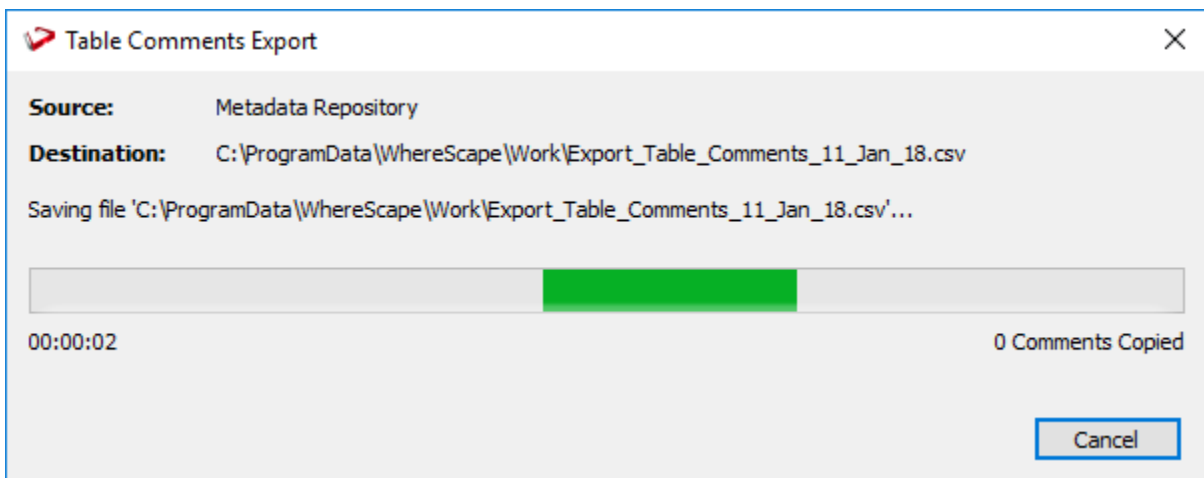 Table Comments Export
Source: Metadata Repository
Destination: C:\ProgramData\WhereScape\Work\Export_Table_Comments_11_Jan_18.csv
Saving file 'C:\ProgramData\WhereScape\Work\Export_Table_Comments_11_Jan_18.csv'...
00:00:02 0 Comments Copied
Cancel